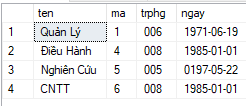 ten ma trphg ngay
1 Quản Lý 1 006 1971-06-19
2 Điều Hành 4 008 1985-01-01
3 Nghiên Cứu 5 005 0197-05-22
4 CNTT 6 008 1985-01-01